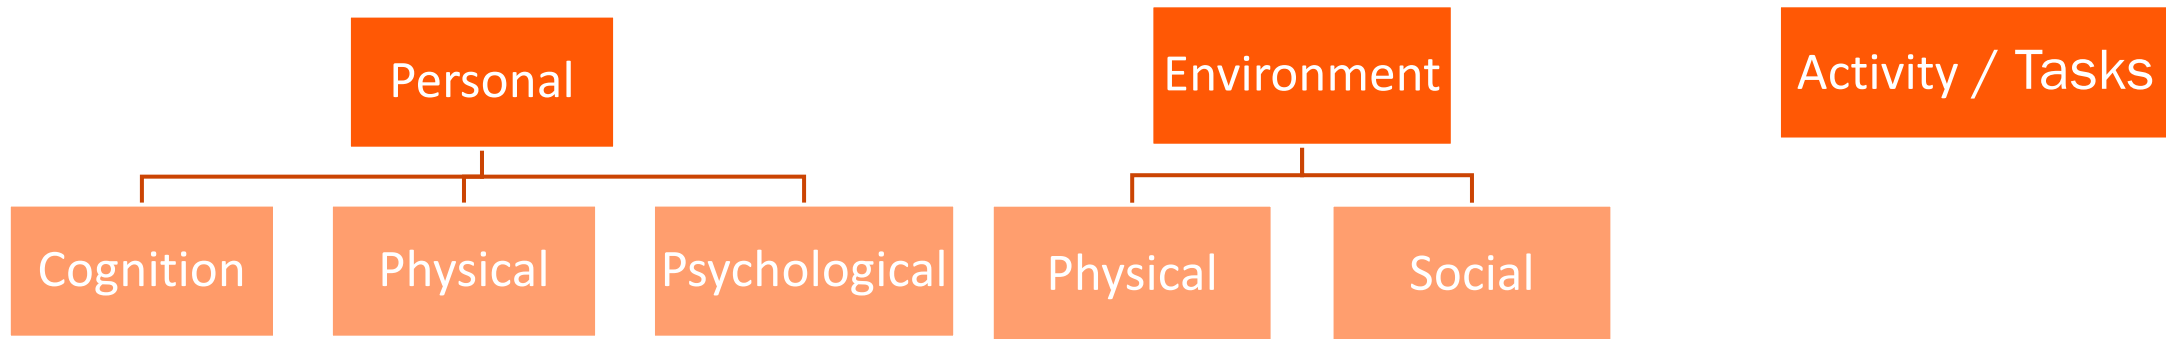 Personal
Environment
Activity / Tasks
Cognition
Physical
Psychological
Physical
Social